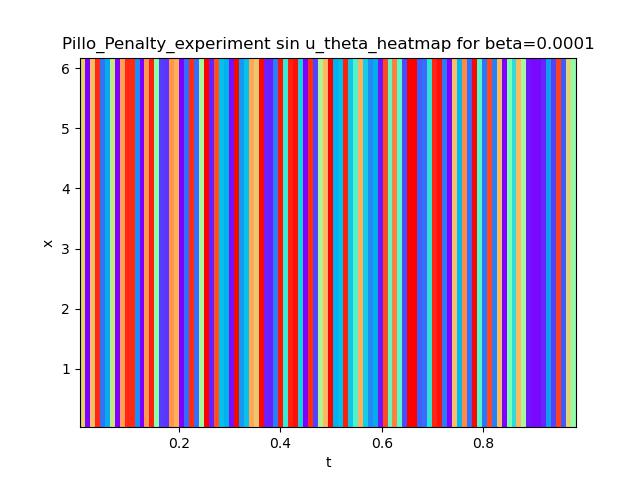 Pillo_Penalty_experiment sin u_theta_heatmap for beta=0.0001
6
5
4
3
2
1
x
0.2 0.4 0.6 0.8
t